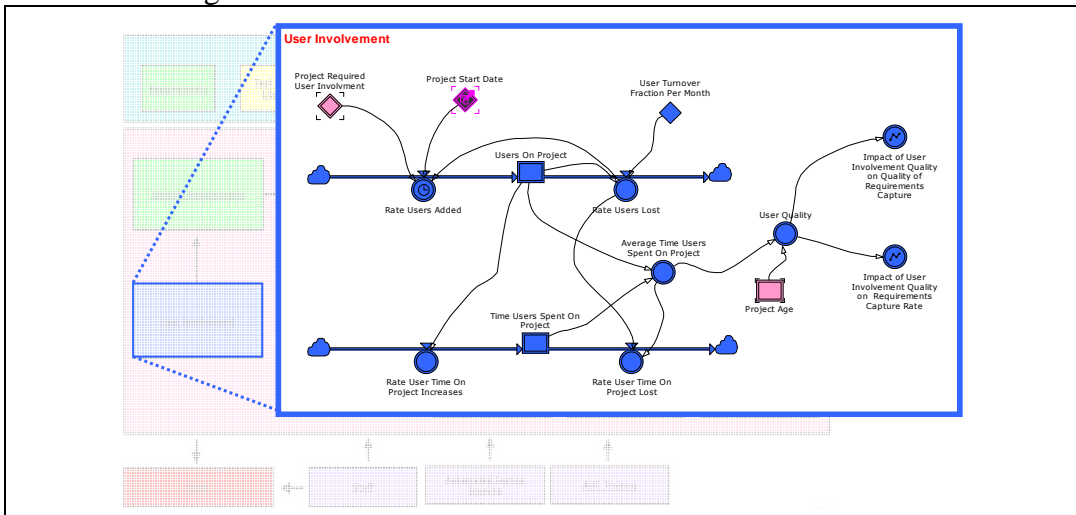 User Involvement
Project Required
User Involvment
Project Start Date
User Turnover
Fraction Per Month
Users On Project
Rate Users Added
Rate Users Lost
Impact of User
Involvement Quality
on Quality of
Requirements
Capture
User Quality
Average Time Users
Spent On Project
Impact of User
Involvement Quality
on Requirements
Capture Rate
Project Age
Time Users Spent On
Project
Rate User Time On
Project Increases
Rate User Time On
Project Lost
Staff